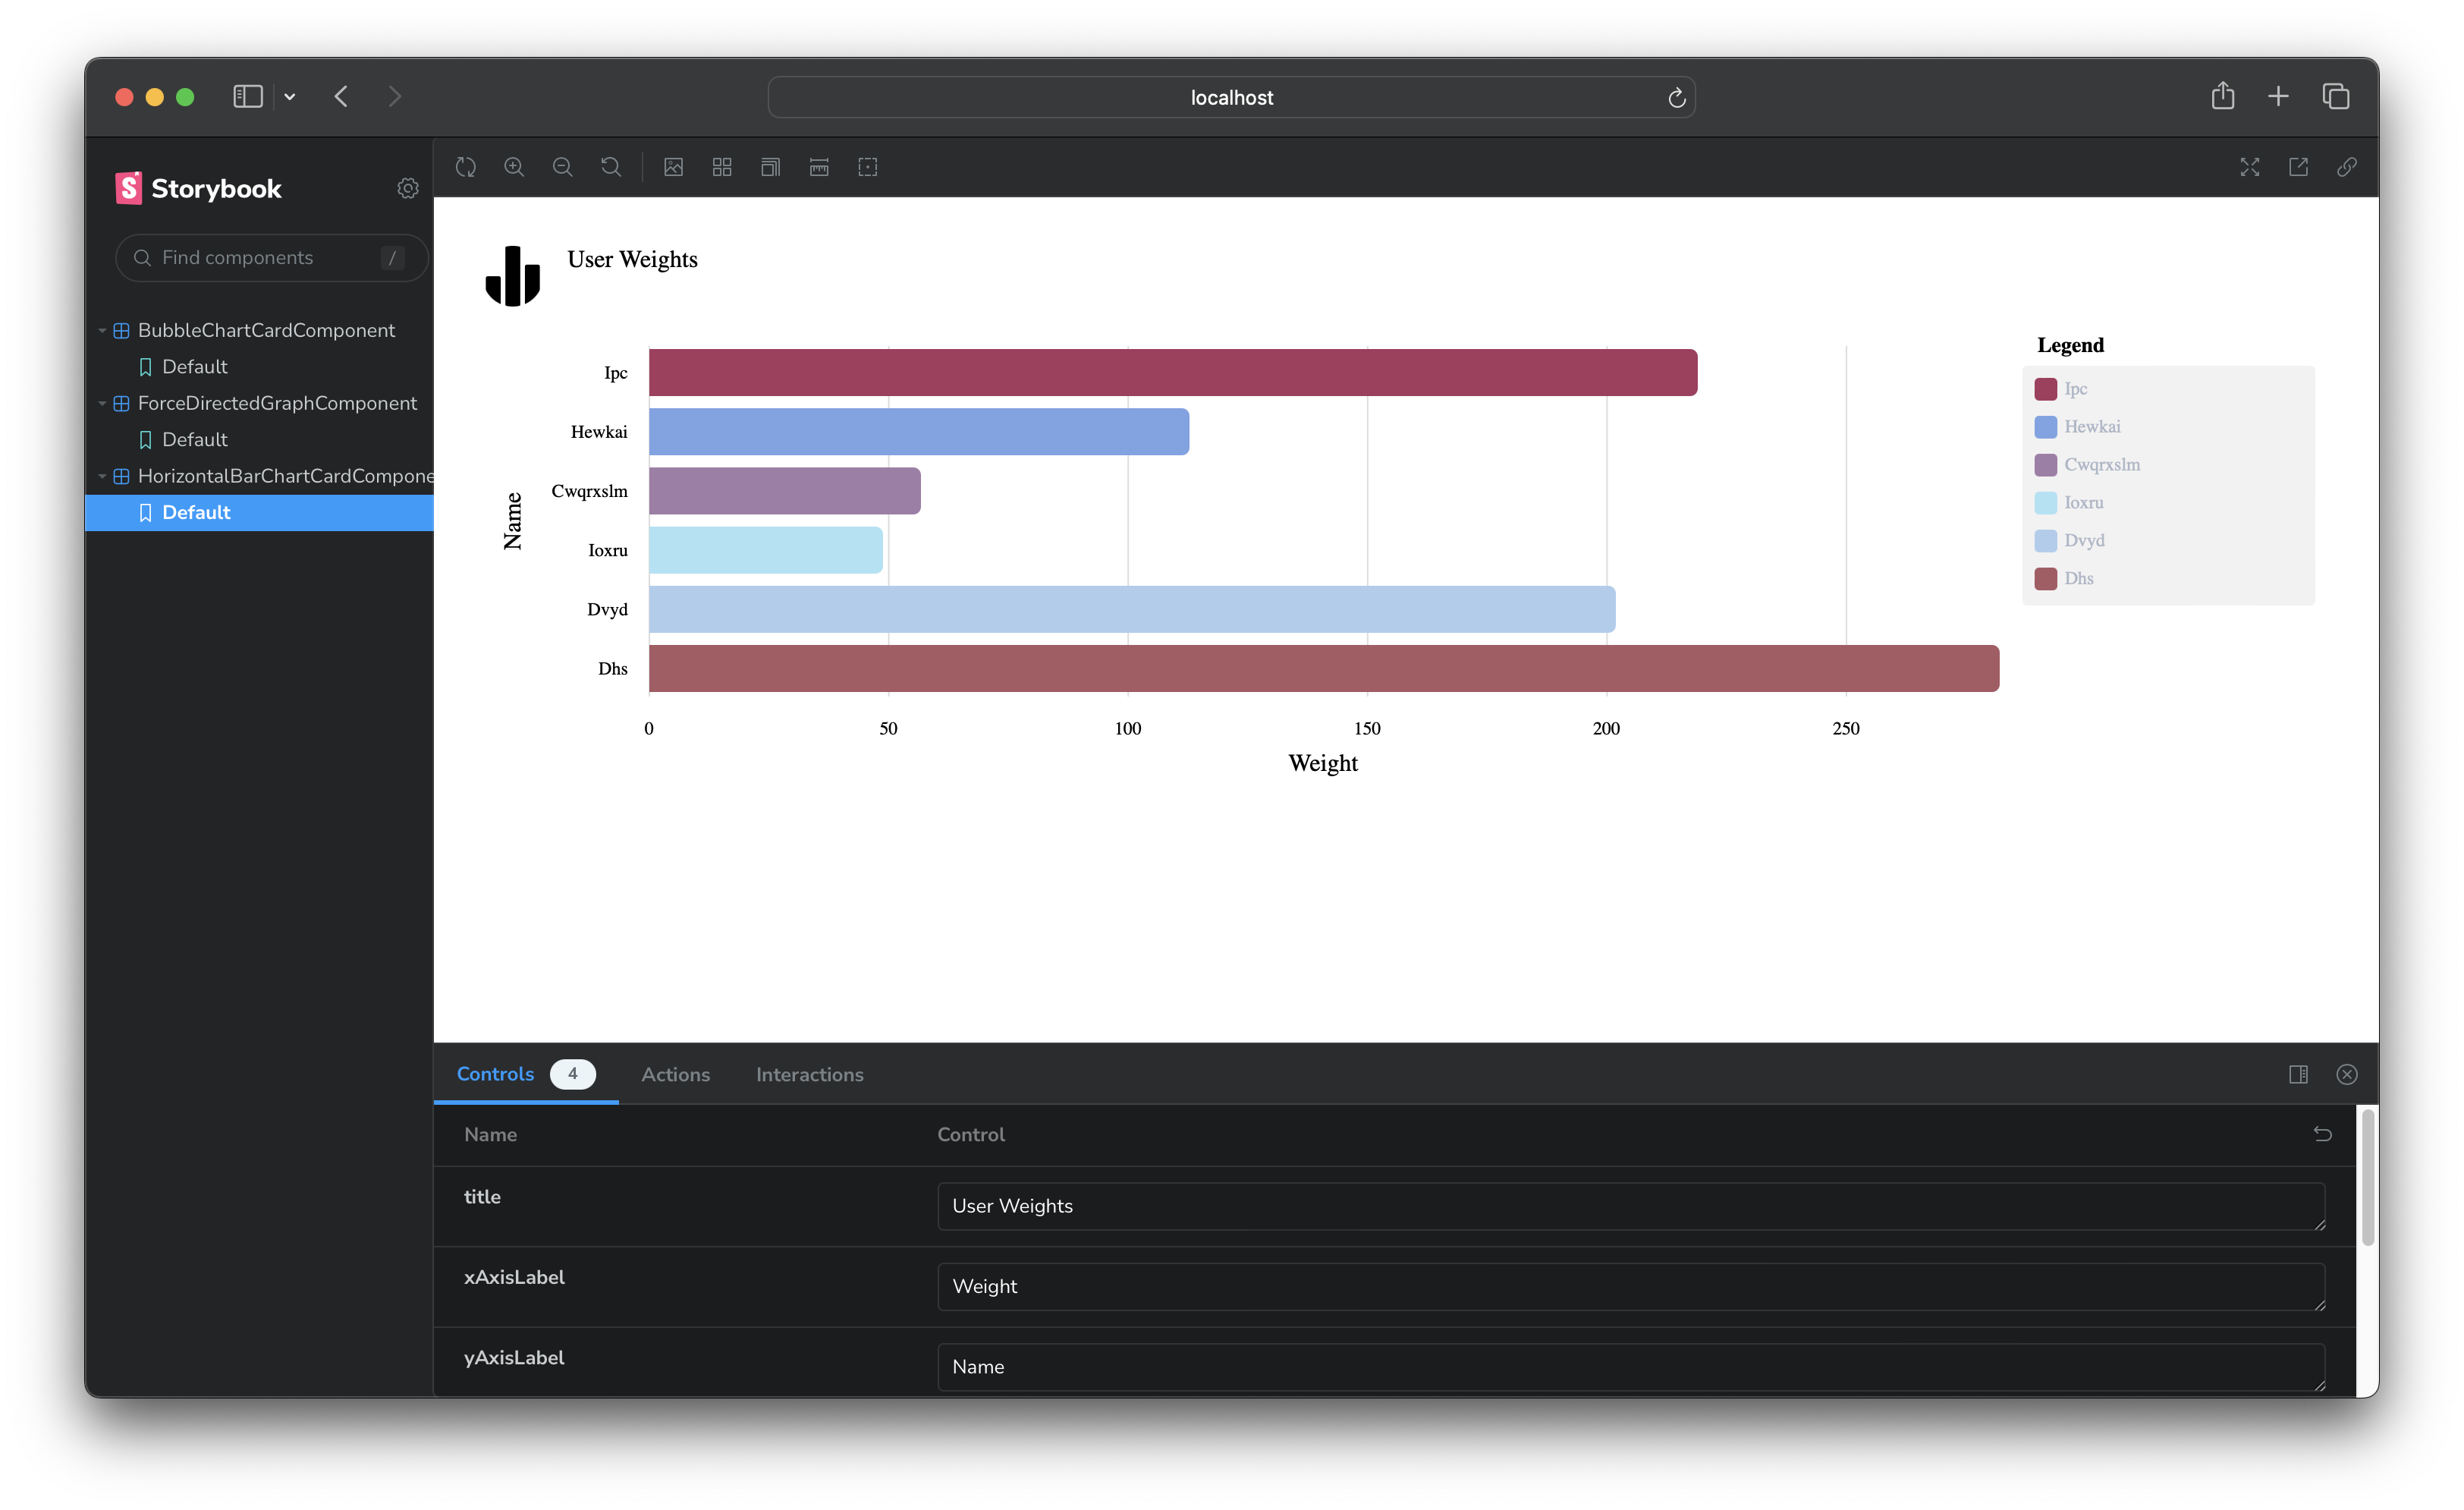 localhost
Storybook
Find components /
BubbleChartCardComponent
Default
ForceDirectedGraphComponent
Default
HorizontalBarChartCardCompone
Default
User Weights
Name
Ipc
Hewkai
Cwqrxslm
Ioxru
Dvyd
Dhs
0 50 100 150 200 250
Weight
Legend
Ipc
Hewkai
Cwqrxslm
Ioxru
Dvyd
Dhs
Controls 4 Actions Interactions
Name Control
title User Weights
xAxisLabel Weight
yAxisLabel Name